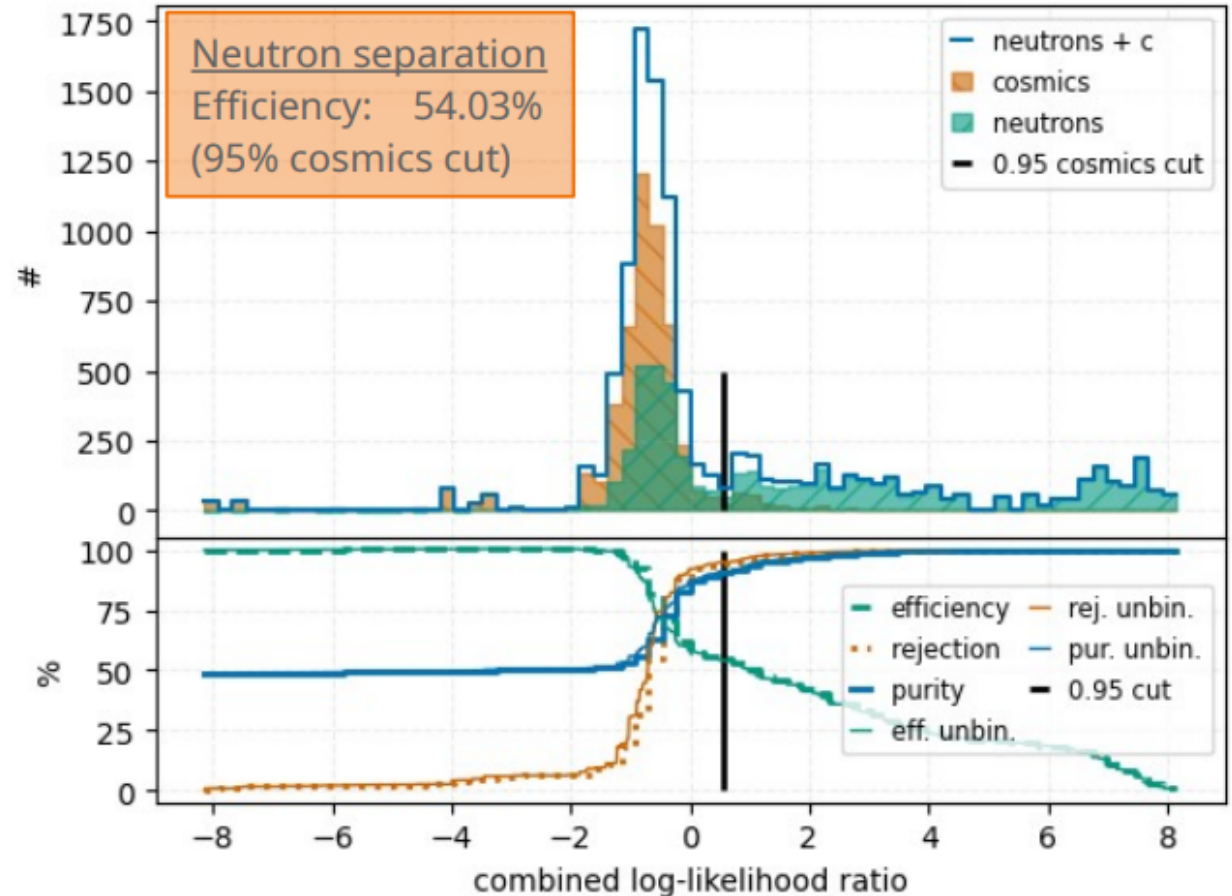 Neutron separation
Efficiency: 54.03%
(95% cosmics cut)
neutrons + c
cosmics
neutrons
0.95 cosmics cut
#
1750
1500
1250
1000
750
500
250
0
%
100
75
50
25
0
efficiency
rejection
purity
eff. unbin.
rej. unbin.
pur. unbin.
0.95 cut
−8 −6 −4 −2 0 2 4 6 8
combined log-likelihood ratio